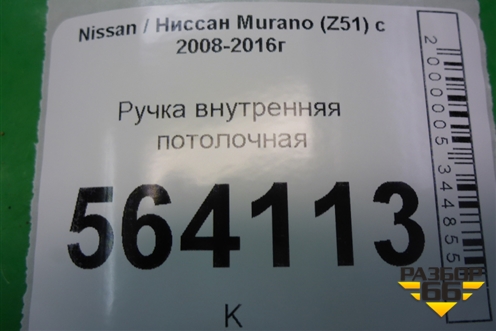 Nissan / Ниссан Murano (Z51) с
2008-2016г
Ручка внутренняя
потолочная
564113
К
2000005344855
РАЗБОР
66